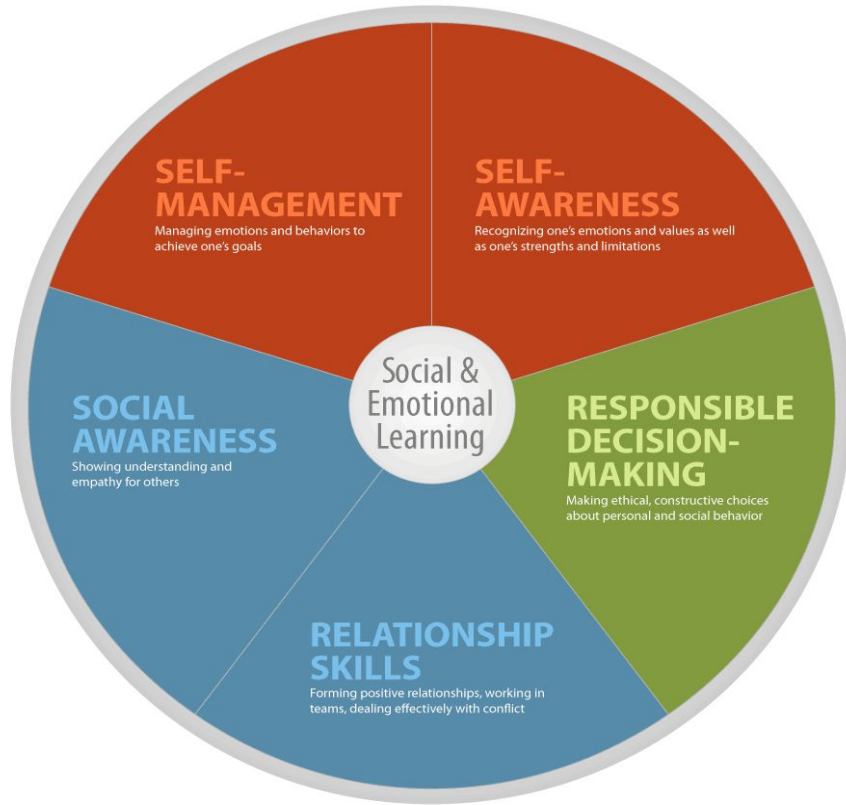 SELF-
MANAGEMENT
Managing emotions and behaviors to
achieve one's goals
SELF-
AWARENESS
Recognizing one's emotions and values as well
as one's strengths and limitations
SOCIAL
AWARENESS
Showing understanding and
empathy for others
Social &
Emotional
Learning
RESPONSIBLE
DECISION-
MAKING
Making ethical, constructive choices
about personal and social behavior
RELATIONSHIP
SKILLS
Forming positive relationships, working in
teams, dealing effectively with conflict